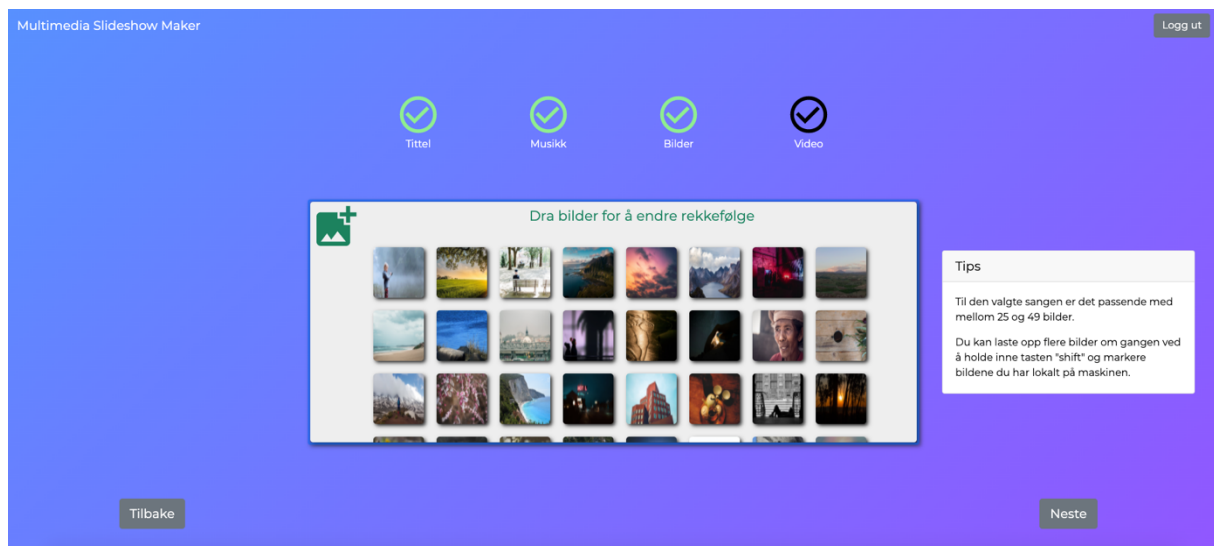 Multimedia Slideshow Maker
Logg ut
Tittel
Musikk
Bilder
Video
Dra bilder for å endre rekkefølge
Tips
Til den valgte sangen er det passende med
mellom 25 og 49 bilder.
Du kan laste opp flere bilder om gangen ved
å holde inne tasten "shift" og markere
bildene du har lokalt på maskinen.
Tilbake
Neste